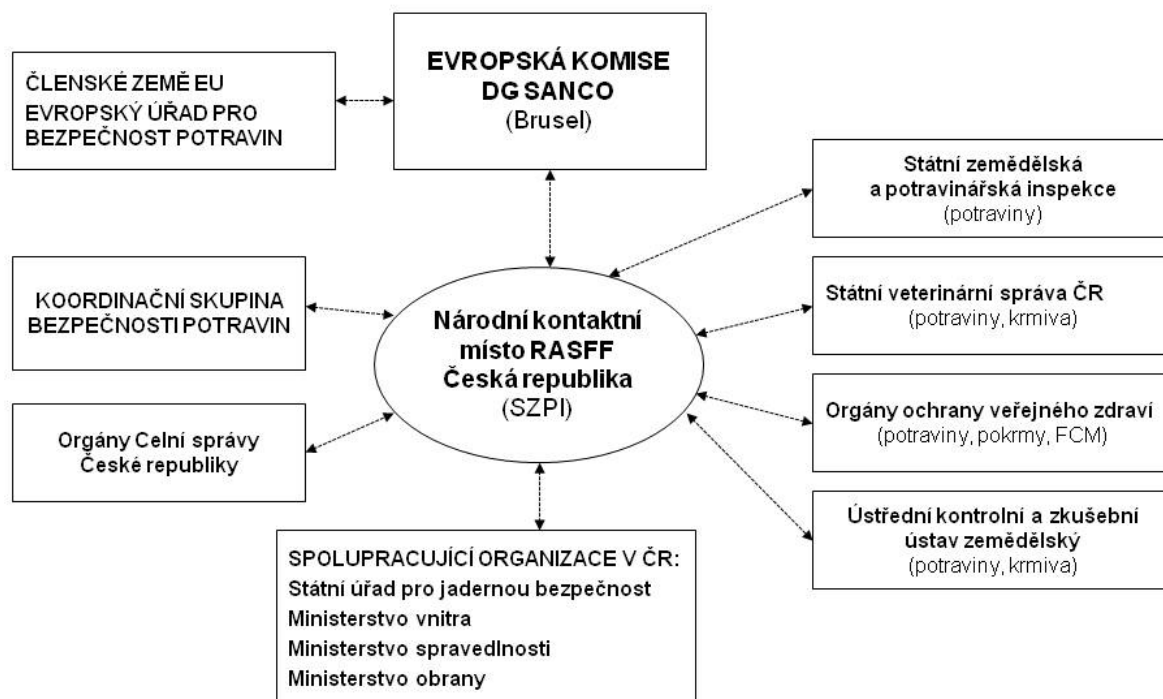 EVROPSKÁ KOMISE
DG SANCO
(Brusel)
ČLENSKÉ ZEMĚ EU
EVROPSKÝ ÚŘAD PRO
BEZPEČNOST POTRAVIN
Státní zemědělská
a potravinářská inspekce
(potraviny)
KOORDINAČNÍ SKUPINA
BEZPEČNOSTI POTRAVIN
Národní kontaktní
místo RASFF
Česká republika
(SZPI)
Státní veterinární správa ČR
(potraviny, krmiva)
Orgány Celní správy
České republiky
Orgány ochrany veřejného zdraví
(potraviny, pokrmy, FCM)
Ústřední kontrolní a zkušební
ústav zemědělský
(potraviny, krmiva)
SPOLUPRACUJÍCÍ ORGANIZACE V ČR:
Státní úřad pro jadernou bezpečnost
Ministerstvo vnitra
Ministerstvo spravedlnosti
Ministerstvo obrany